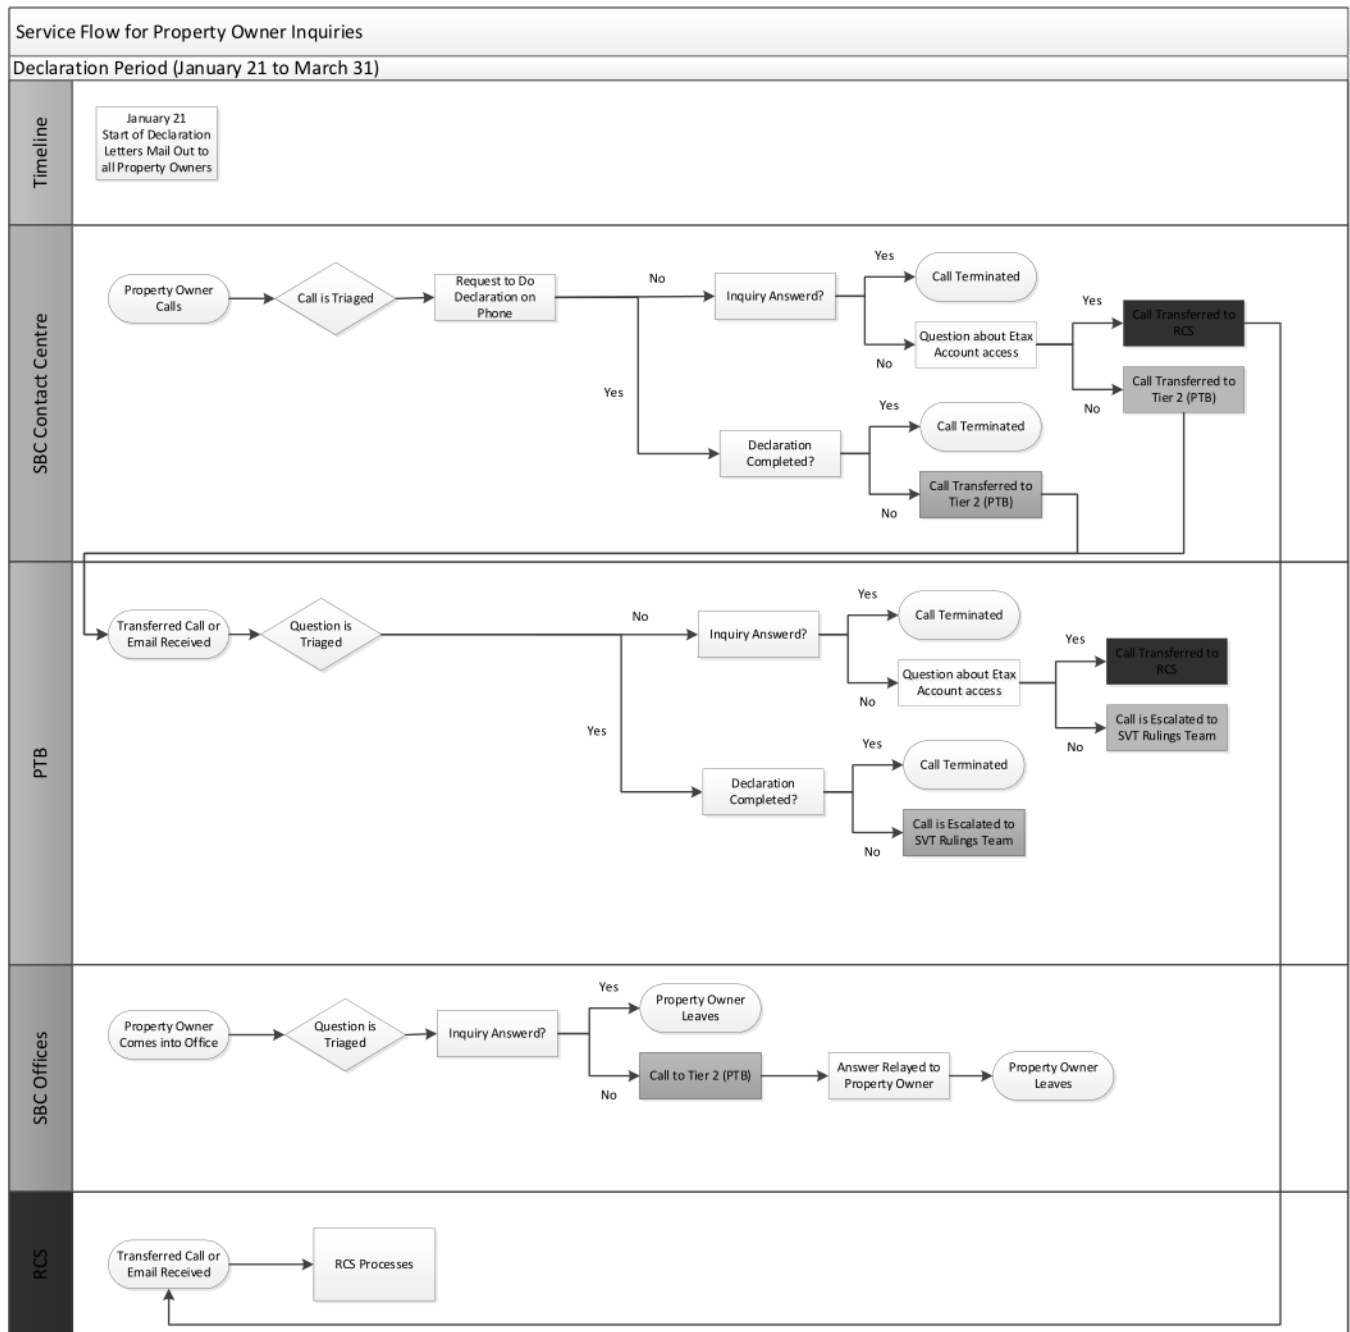 Service Flow for Property Owner Inquiries
Declaration Period (January 21 to March 31)
Timeline
January 21
Start of Declaration
Letters Mail Out to
all Property Owners
SBC Contact Centre
Property Owner
Calls
Call is Triaged
Request to Do
Declaration on
Phone
No
Inquiry Answerd?
Yes
Call Terminated
No
Question about Etax
Account access
Yes
Call Transferred to
RCS
No
Call Transferred to
Tier 2 (PTB)
Yes
Declaration
Completed?
Yes
Call Terminated
No
Call Transferred to
Tier 2 (PTB)
PTB
Transferred Call or
Email Received
Question is
Triaged
No
Inquiry Answerd?
Yes
Call Terminated
No
Question about Etax
Account access
Yes
Call Transferred to
RCS
No
Call is Escalated to
SVT Rulings Team
Yes
Declaration
Completed?
Yes
Call Terminated
No
Call is Escalated to
SVT Rulings Team
SBC Offices
Property Owner
Comes into Office
Question is
Triaged
Inquiry Answerd?
Yes
Property Owner
Leaves
No
Call to Tier 2 (PTB)
Answer Relayed to
Property Owner
Property Owner
Leaves
RCS
Transferred Call or
Email Received
RCS Processes